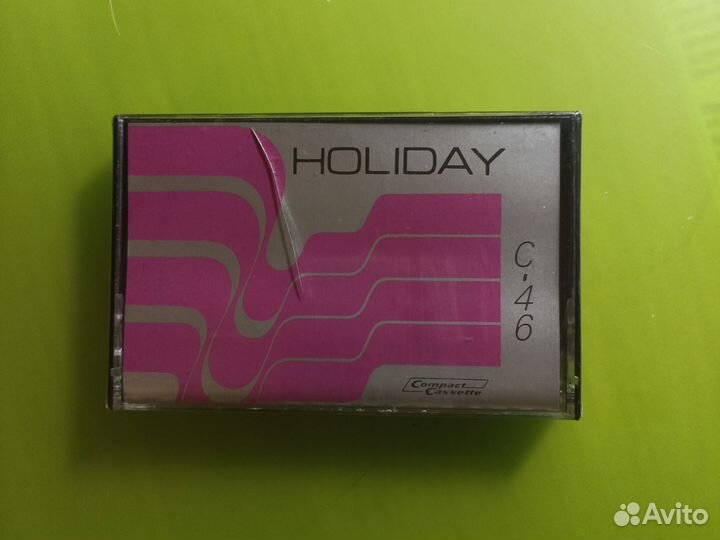 HOLIDAY
C·46
Compact
Cassette
Avito